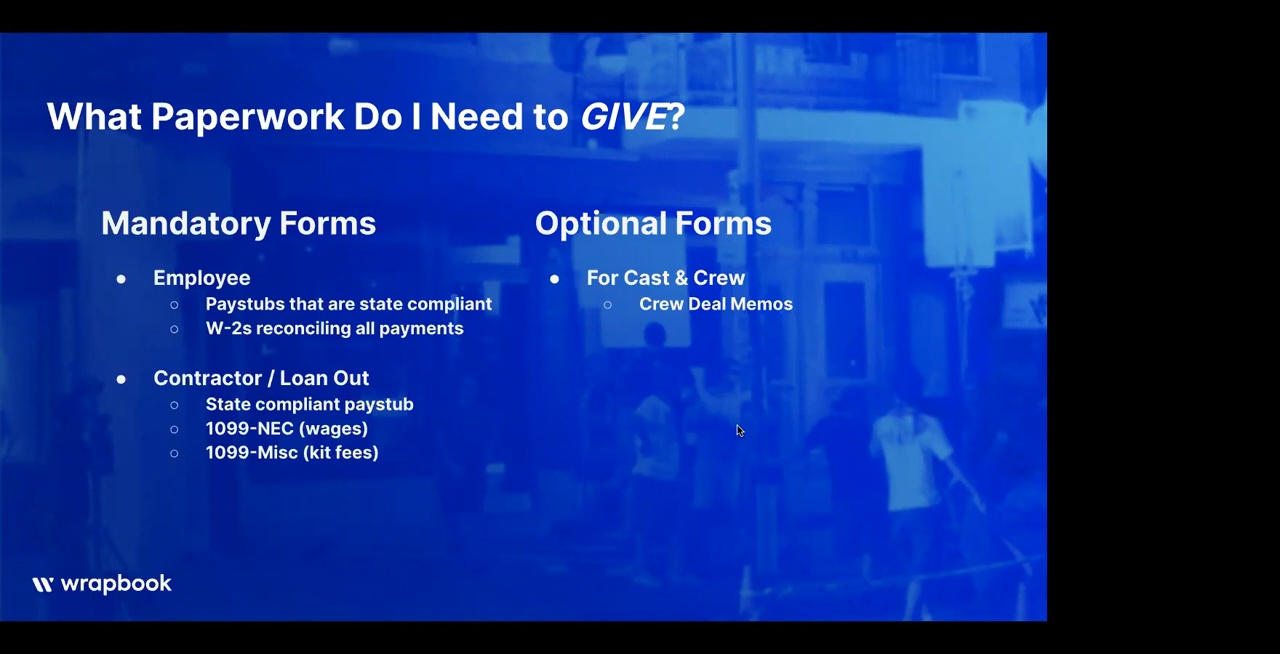 What Paperwork Do I Need to GIVE?
Mandatory Forms
● Employee
○ Paystubs that are state compliant
○ W-2s reconciling all payments
● Contractor / Loan Out
○ State compliant paystub
○ 1099-NEC (wages)
○ 1099-Misc (kit fees)
Optional Forms
● For Cast & Crew
○ Crew Deal Memos
wrapbook